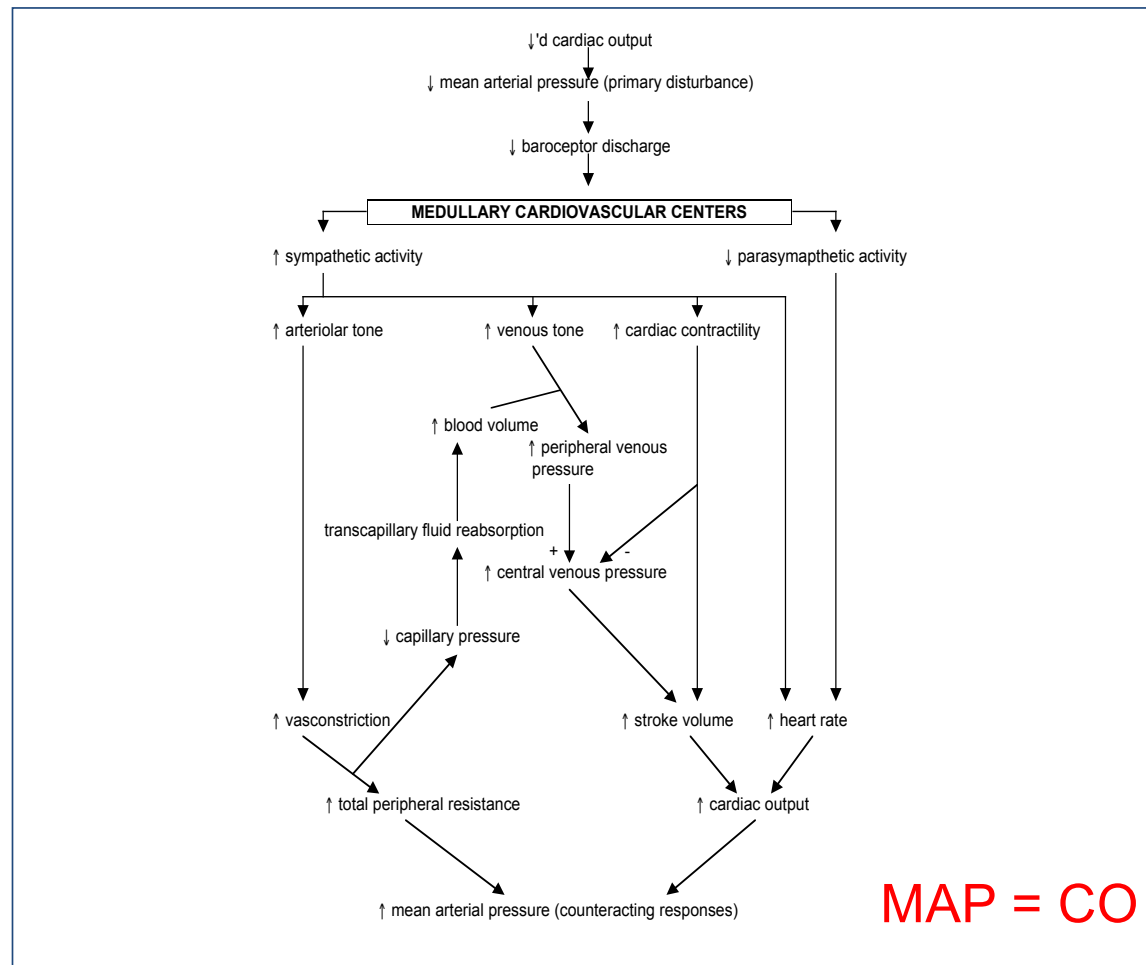 ↓'d cardiac output
↓ mean arterial pressure (primary disturbance)
↓ baroceptor discharge
MEDULLARY CARDIOVASCULAR CENTERS
↑ sympathetic activity
↓ parasymapthetic activity
↑ arteriolar tone
↑ venous tone
↑ cardiac contractility
↑ blood volume
↑ peripheral venous
pressure
transcapillary fluid reabsorption
+
-
↑ central venous pressure
↓ capillary pressure
↑ vasconstriction
↑ stroke volume
↑ heart rate
↑ total peripheral resistance
↑ cardiac output
↑ mean arterial pressure (counteracting responses)
MAP = CO